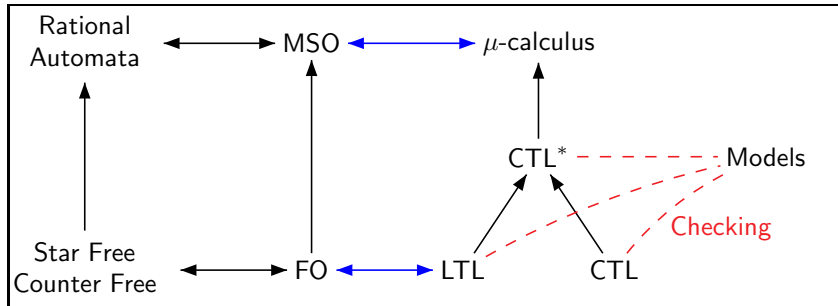 Rational
Automata
MSO
μ-calculus
CTL*
Models
Checking
Star Free
Counter Free
FO
LTL
CTL